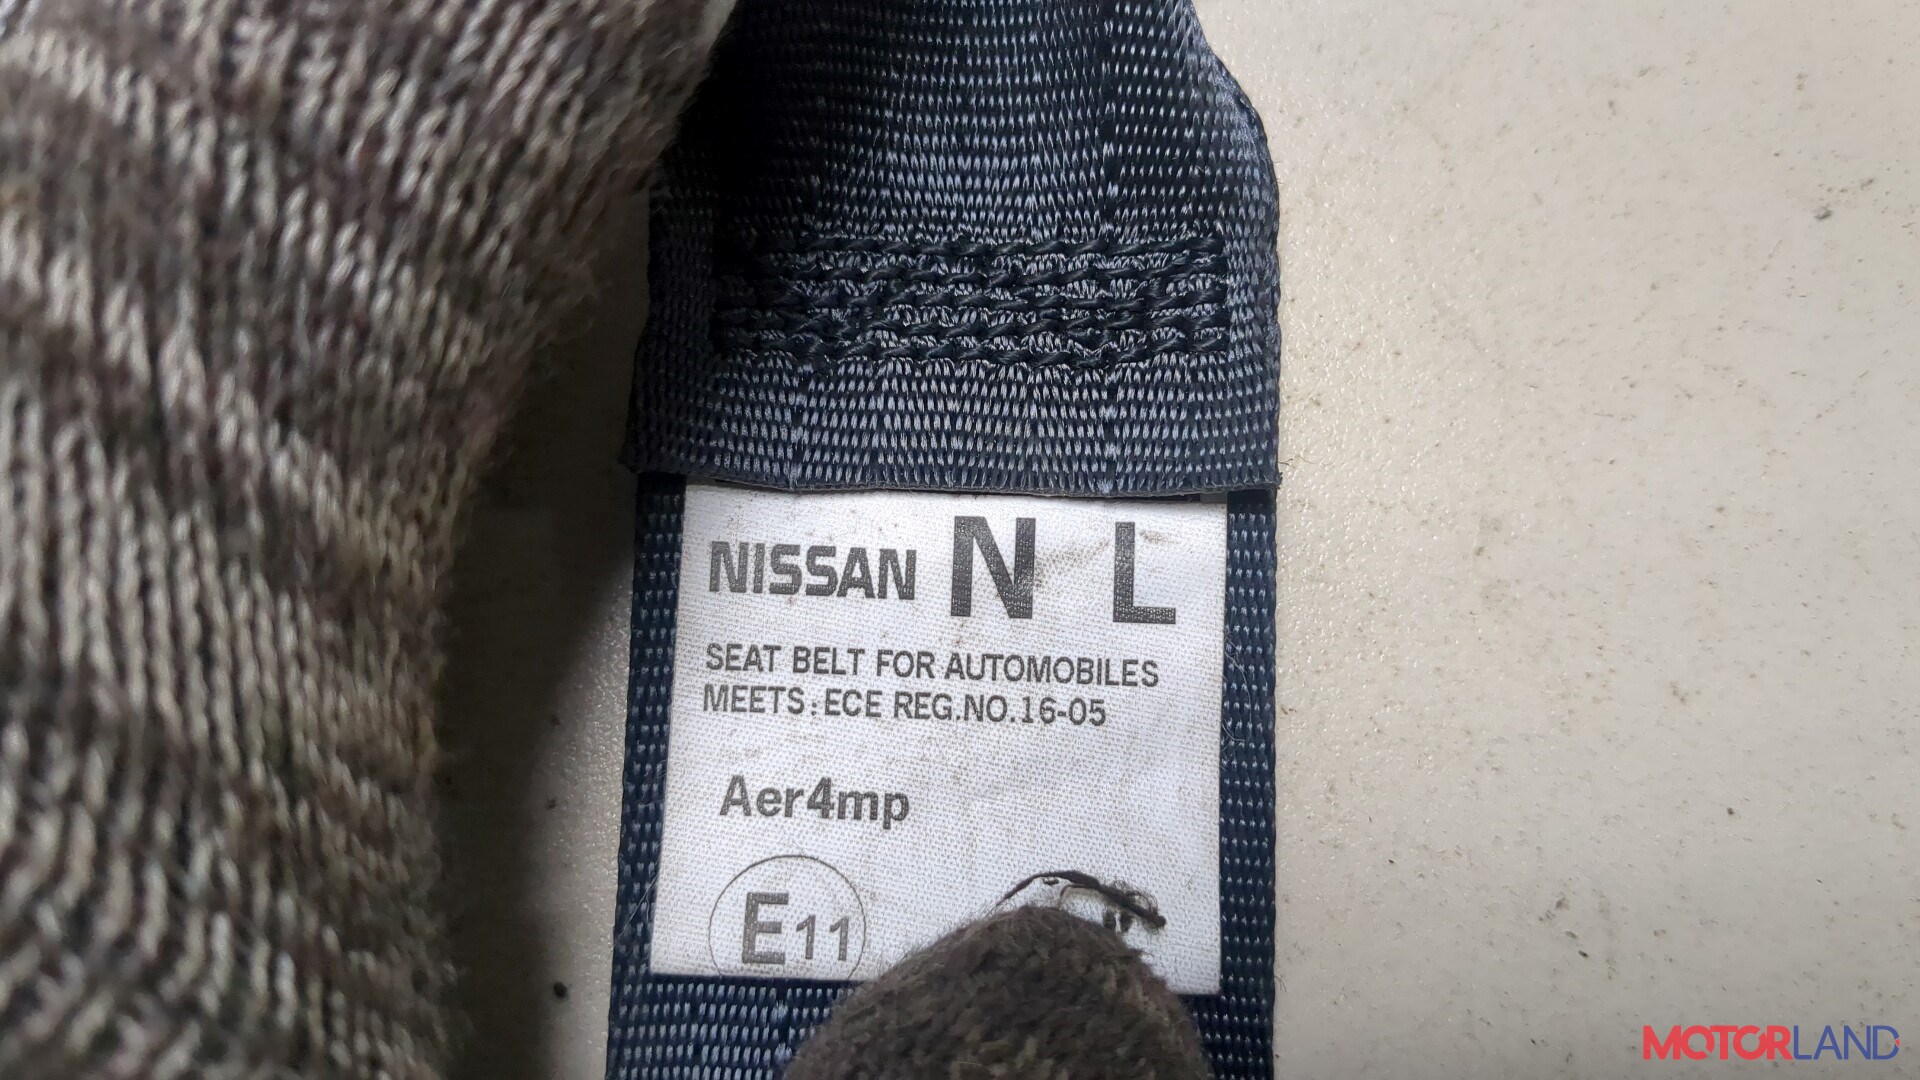 NISSAN N L
SEAT BELT FOR AUTOMOBILES
MEETS:ECE REG.NO.16-05
Aer4mp
E11
MOTORLAND